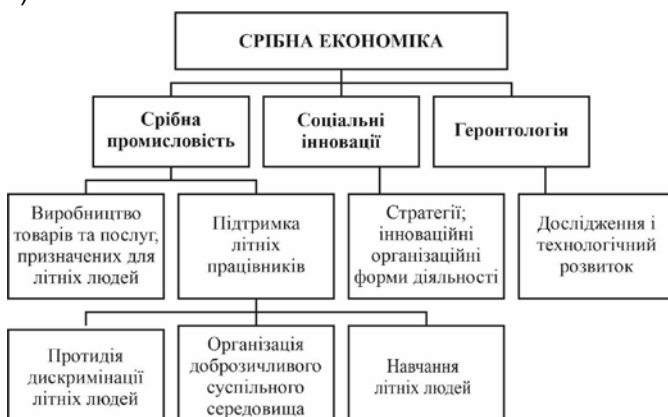 )
СРІБНА ЕКОНОМІКА
Срібна
промисловість
Соціальні
інновації
Геронтологія
Виробництво
товарів та послуг,
призначених для
літніх людей
Підтримка
літніх
працівників
Стратегії;
інноваційні
організаційні
форми діяльності
Дослідження і
технологічний
розвиток
Протидія
дискримінації
літніх людей
Організація
доброзичливого
суспільного
середовища
Навчання
літніх людей